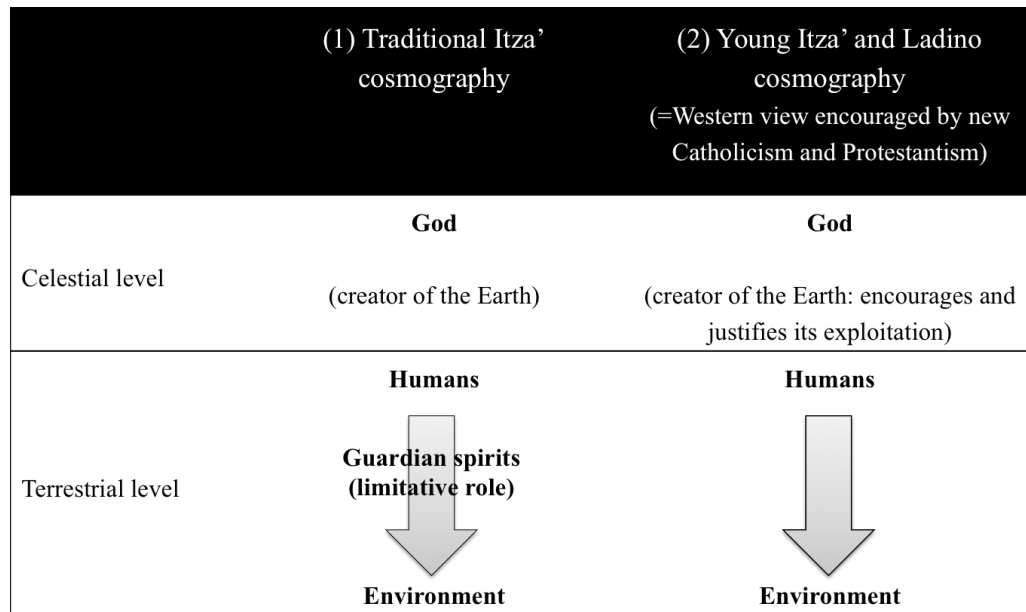 (1) Traditional Itza’
cosmography
(2) Young Itza’ and Ladino
cosmography
(=Western view encouraged by new
Catholicism and Protestantism)
Celestial level
God
(creator of the Earth)
God
(creator of the Earth: encourages and
justifies its exploitation)
Terrestrial level
Humans
Guardian spirits
(limitative role)
Environment
Humans
Environment